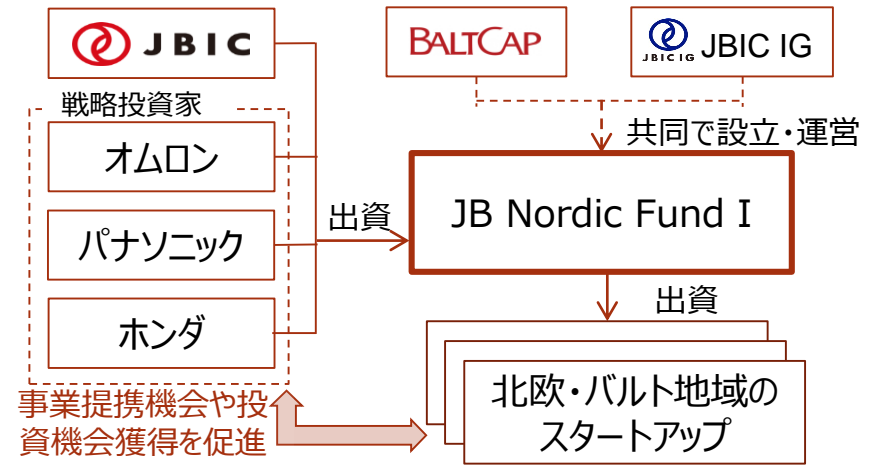 JBIC
BALTCAP
JBIC IG
JBIC IG
戦略投資家
共同で設立・運営
オムロン
パナソニック
ホンダ
出資
JB Nordic Fund I
出資
北欧・バルト地域の
スタートアップ
事業提携機会や投
資機会獲得を促進